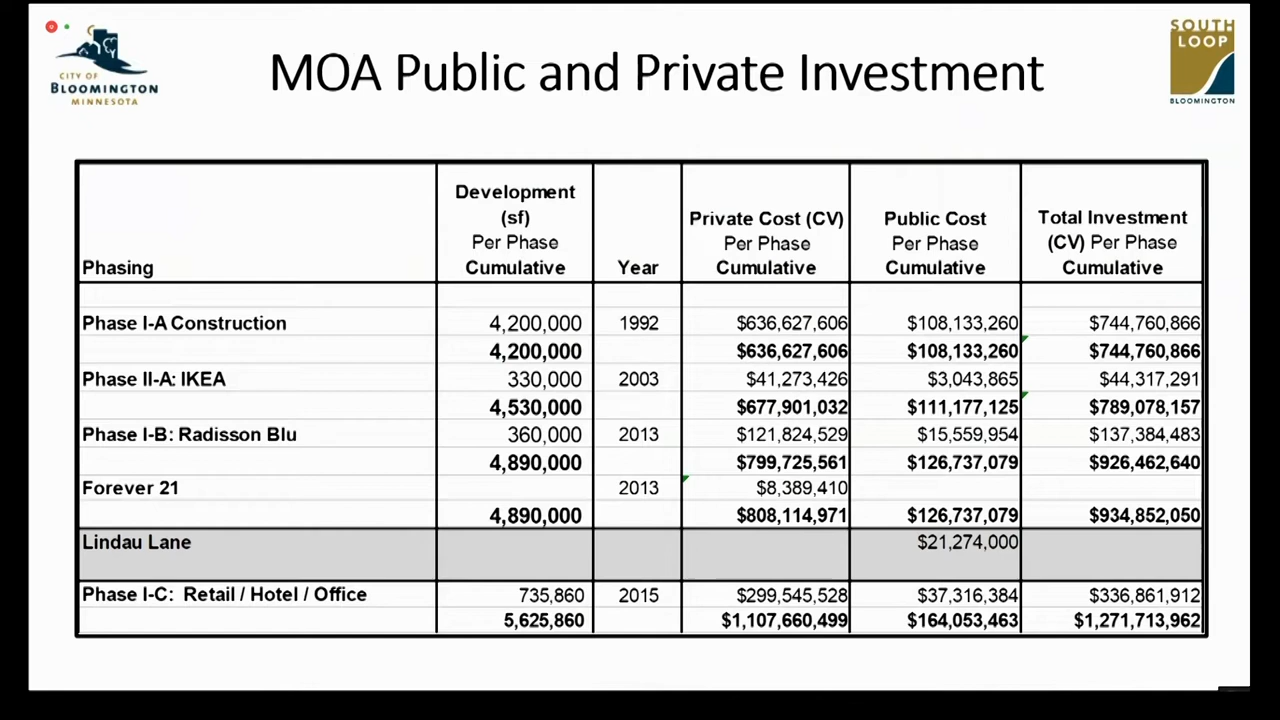 CITY OF
BLOOMINGTON
MINNESOTA
MOA Public and Private Investment
SOUTH
LOOP
BLOOMINGTON
Phasing Development (sf) Per Phase Cumulative Year Private Cost (CV) Per Phase Cumulative Public Cost Per Phase Cumulative Total Investment (CV) Per Phase Cumulative
Phase I-A Construction 4,200,000 1992 $636,627,606 $108,133,260 $744,760,866
4,200,000 $636,627,606 $108,133,260 $744,760,866
Phase II-A: IKEA 330,000 2003 $41,273,426 $3,043,865 $44,317,291
4,530,000 $677,901,032 $111,177,125 $789,078,157
Phase I-B: Radisson Blu 360,000 2013 $121,824,529 $15,559,954 $137,384,483
4,890,000 $799,725,561 $126,737,079 $926,462,640
Forever 21 2013 $8,389,410
4,890,000 $808,114,971 $126,737,079 $934,852,050
Lindau Lane $21,274,000
Phase I-C: Retail / Hotel / Office 735,860 2015 $299,545,528 $37,316,384 $336,861,912
5,625,860 $1,107,660,499 $164,053,463 $1,271,713,962